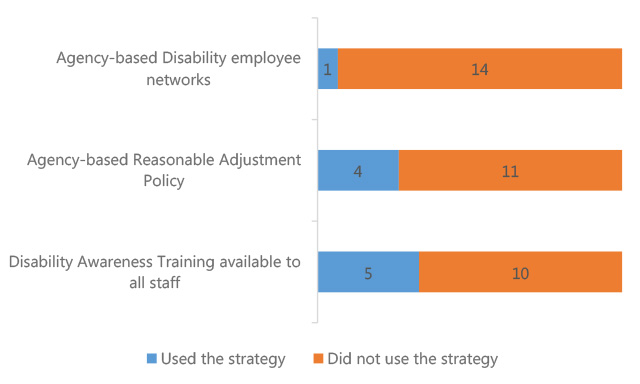 Agency-based Disability employee
networks
1 14
Agency-based Reasonable Adjustment
Policy
4 11
Disability Awareness Training available to
all staff
5 10
Used the strategy Did not use the strategy